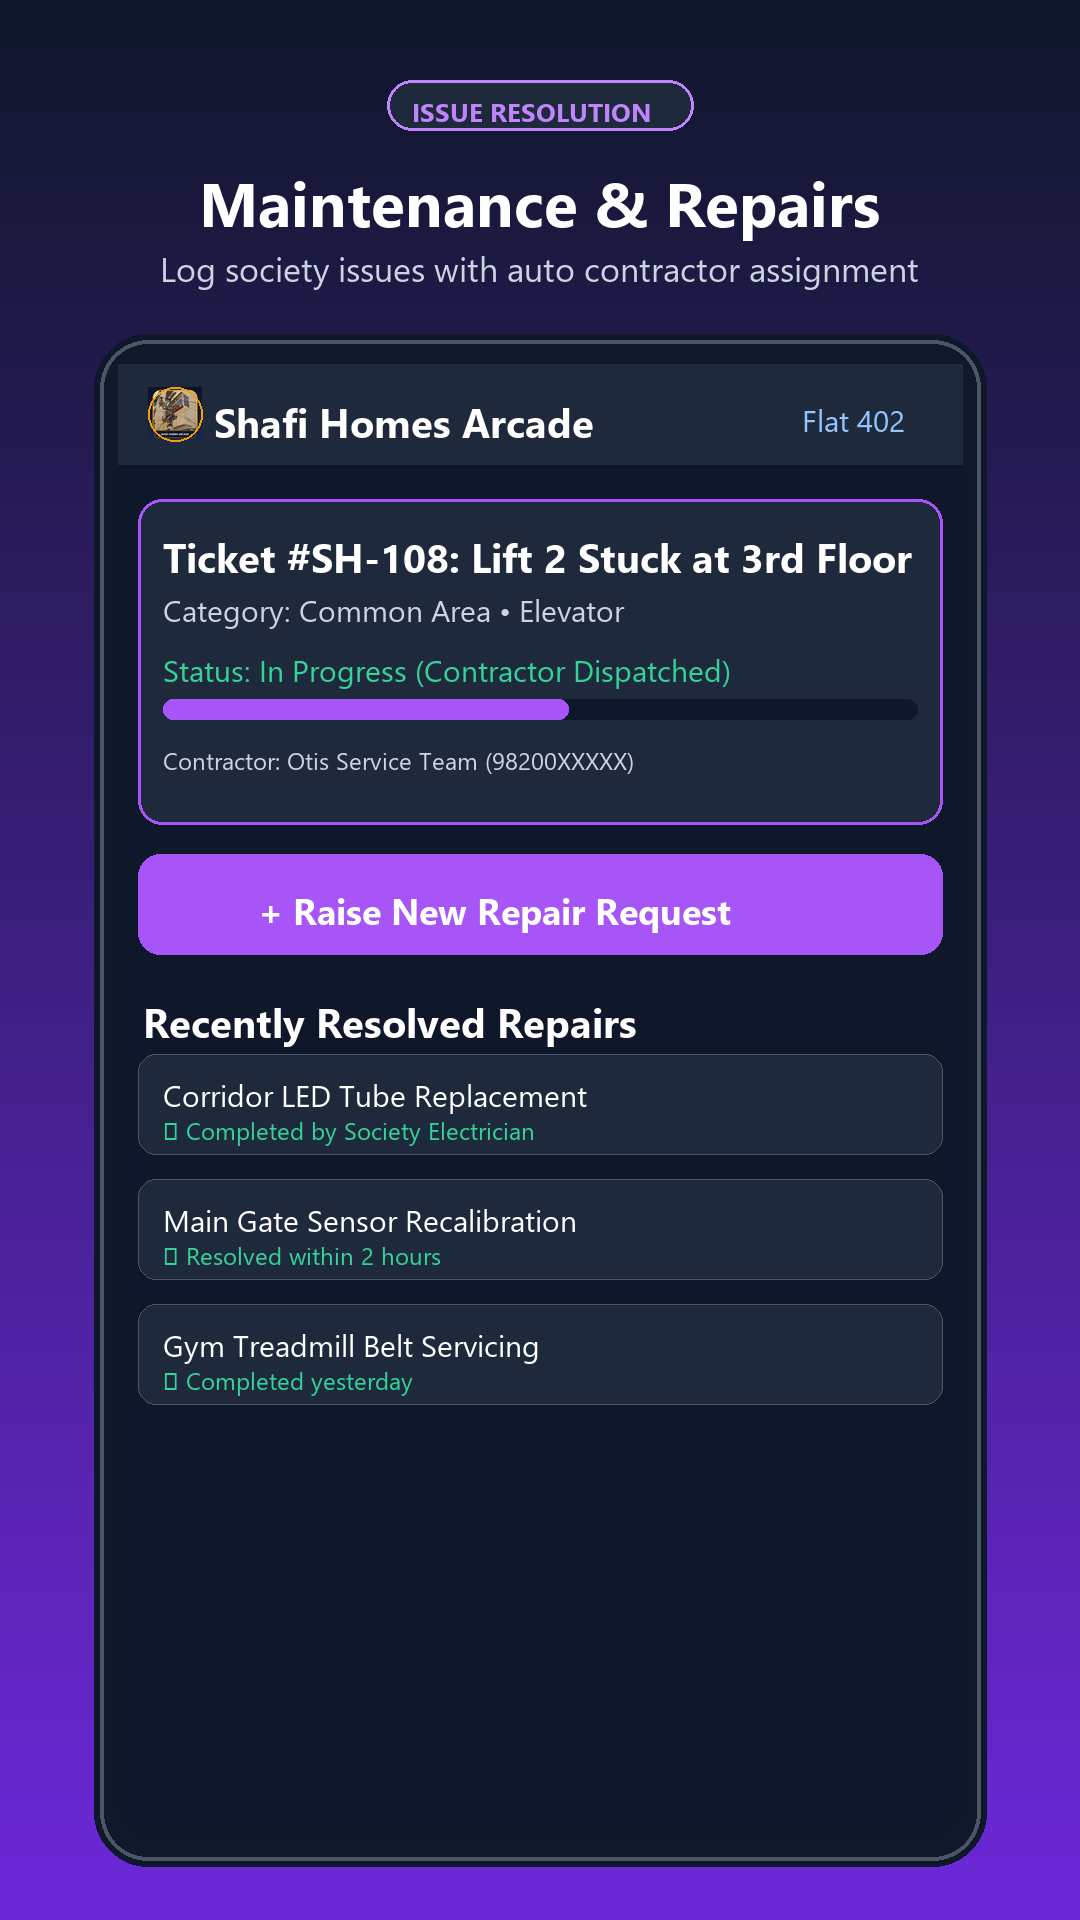 ISSUE RESOLUTION
Maintenance & Repairs
Log society issues with auto contractor assignment
Shafi Homes Arcade
Flat 402
Ticket #SH-108: Lift 2 Stuck at 3rd Floor
Category: Common Area • Elevator
Status: In Progress (Contractor Dispatched)
Contractor: Otis Service Team (98200XXXXX)
+ Raise New Repair Request
Recently Resolved Repairs
Corridor LED Tube Replacement
▯ Completed by Society Electrician
Main Gate Sensor Recalibration
▯ Resolved within 2 hours
Gym Treadmill Belt Servicing
▯ Completed yesterday